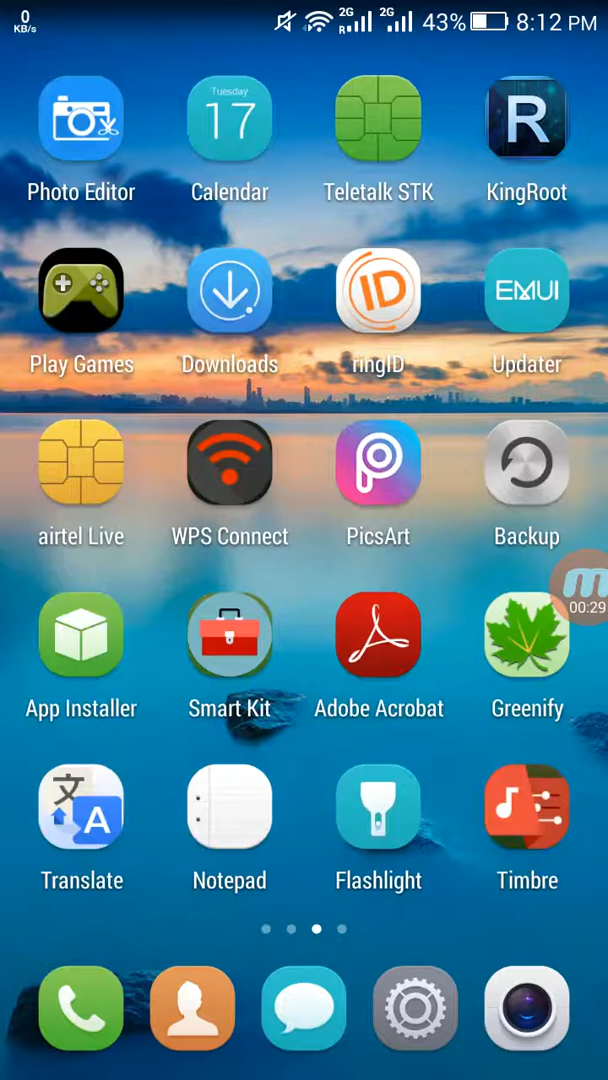 0
KB/s
2G
R
2G
43%
8:12 PM
Tuesday
17
R
Photo Editor
Calendar
Teletalk STK
KingRoot
ID
EMUI
Play Games
Downloads
ringID
Updater
airtel Live
WPS Connect
PicsArt
Backup
00:29
App Installer
Smart Kit
Adobe Acrobat
Greenify
文
A
Translate
Notepad
Flashlight
Timbre